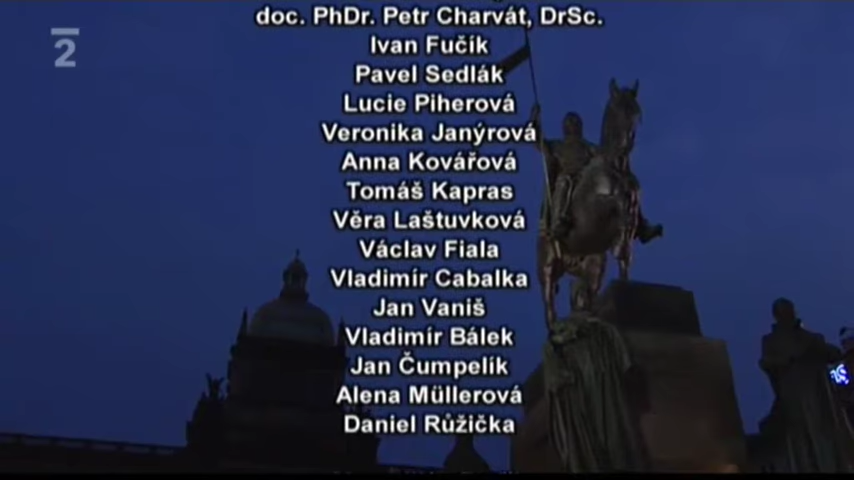 doc. PhDr. Petr Charvát, DrSc.
2
Ivan Fučík
Pavel Sedlák
Lucie Piherová
Veronika Janýrová
Anna Kovářová
Tomáš Kapras
Věra Laštuvková
Václav Fiala
Vladimír Cabalka
Jan Vaniš
Vladimír Bálek
Jan Čumpelík
Alena Müllerová
Daniel Růžička